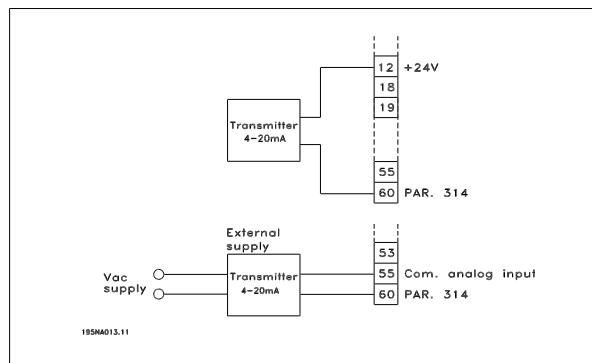 12 +24V
18
19
Transmitter
4-20mA
55
60 PAR. 314
External
supply
53
Vac
supply
Transmitter
4-20mA
55 Com. analog input
60 PAR. 314
195NA013.11